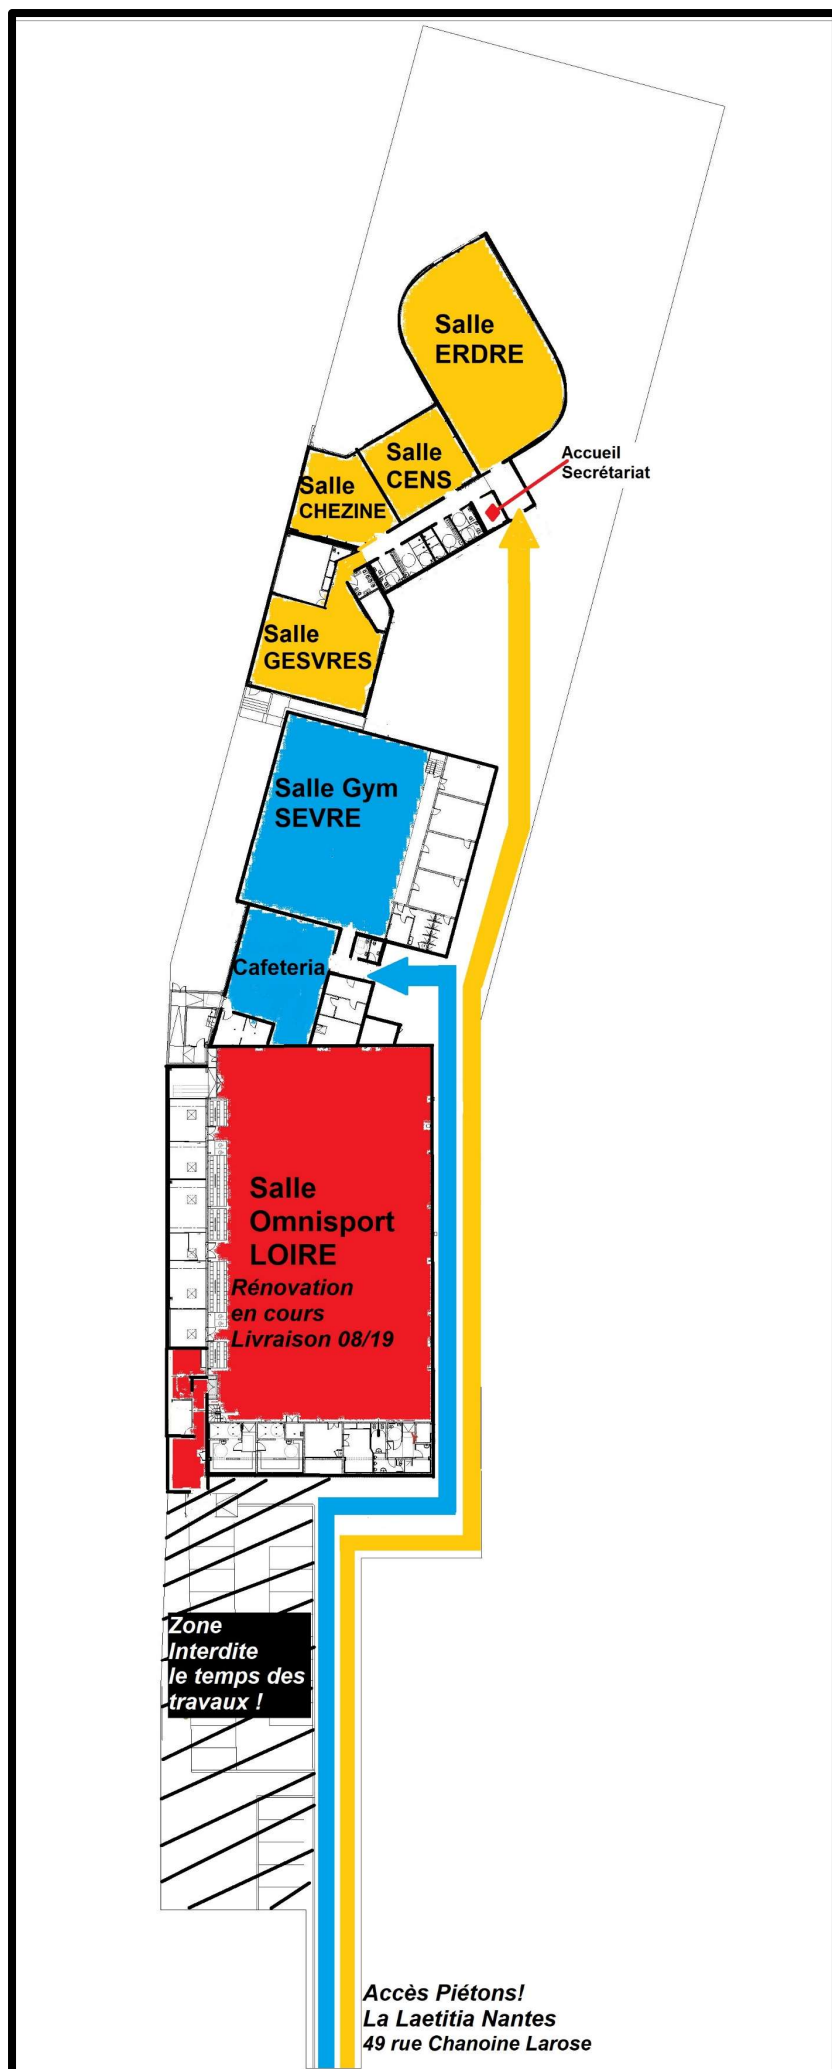 Salle
ERDRE
Accueil
Secrétariat
Salle
CENS
Salle
CHEZINE
Salle
GESVRES
Salle Gym
SEVRE
Cafeteria
Salle
Omnisport
LOIRE
Rénovation
en cours
Livraison 08/19
Zone
Interdite
le temps des
travaux !
Accès Piétons!
La Laetitia Nantes
49 rue Chanoine Larose